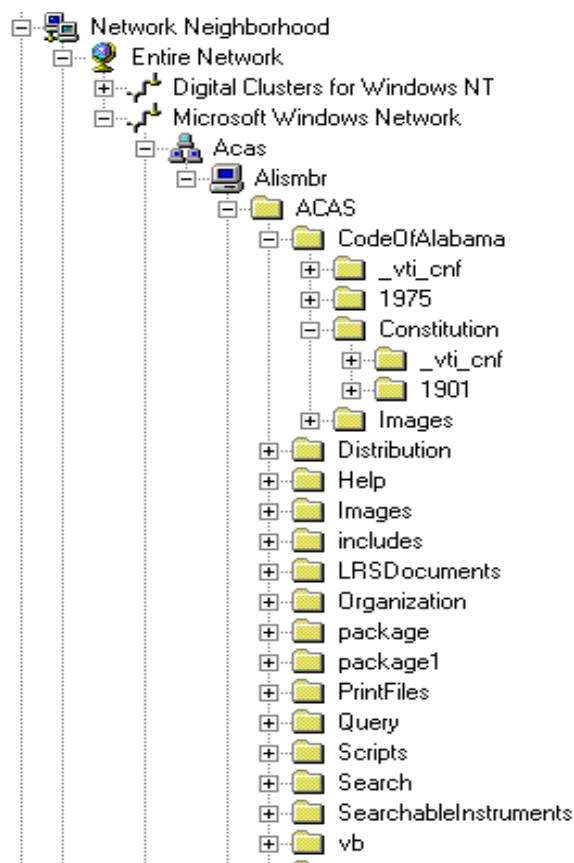 Network Neighborhood
Entire Network
Digital Clusters for Windows NT
Microsoft Windows Network
Acas
Alismbr
ACAS
CodeOfAlabama
_vti_cnf
1975
Constitution
_vti_cnf
1901
Images
Distribution
Help
Images
includes
LRSDocuments
Organization
package
package1
PrintFiles
Query
Scripts
Search
SearchableInstruments
vb